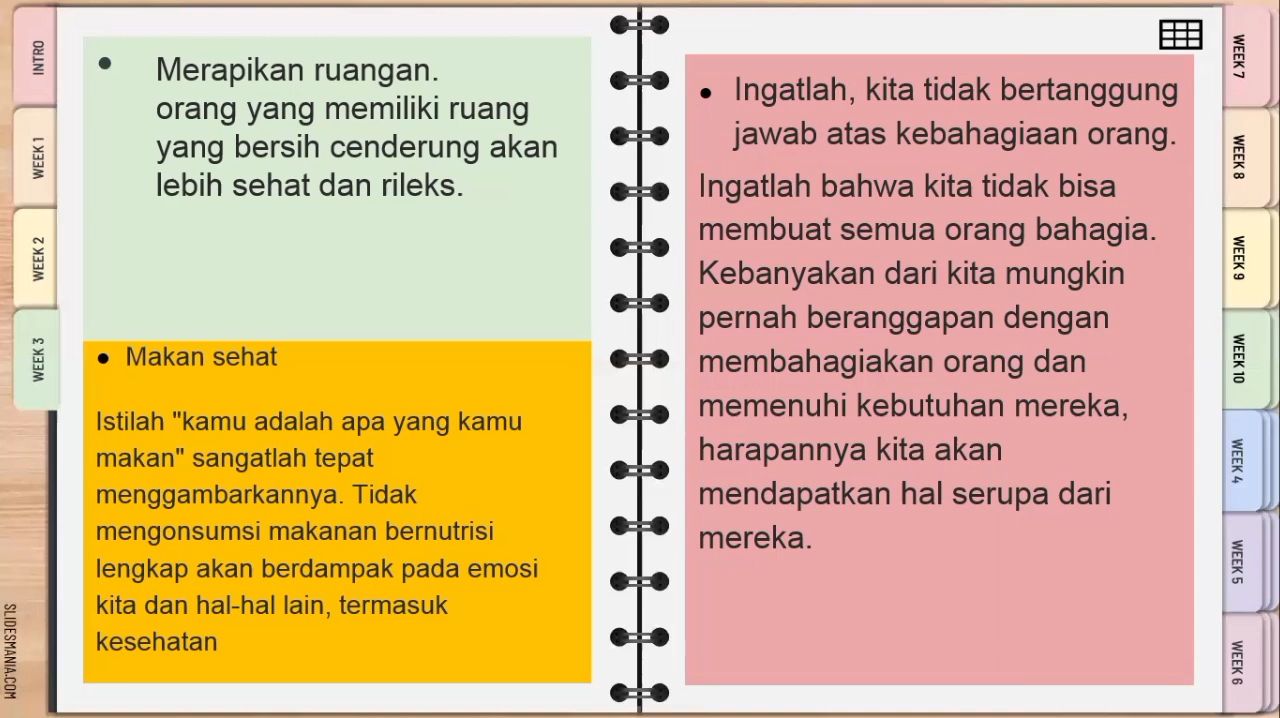 INTRO
WEEK 1
WEEK 2
WEEK 3
SLIDESMANIA.COM
● Merapikan ruangan.
orang yang memiliki ruang
yang bersih cenderung akan
lebih sehat dan rileks.
● Makan sehat
Istilah "kamu adalah apa yang kamu
makan" sangatlah tepat
menggambarkannya. Tidak
mengonsumsi makanan bernutrisi
lengkap akan berdampak pada emosi
kita dan hal-hal lain, termasuk
kesehatan
● Ingatlah, kita tidak bertanggung
jawab atas kebahagiaan orang.
Ingatlah bahwa kita tidak bisa
membuat semua orang bahagia.
Kebanyakan dari kita mungkin
pernah beranggapan dengan
membahagiakan orang dan
memenuhi kebutuhan mereka,
harapannya kita akan
mendapatkan hal serupa dari
mereka.
WEEK 7
WEEK 8
WEEK 9
WEEK 10
WEEK 4
WEEK 5
WEEK 6